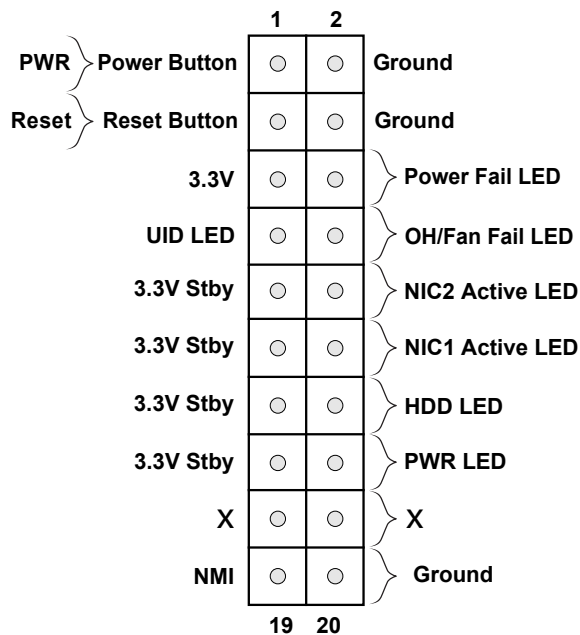 1 2
PWR Power Button Ground
Reset Reset Button Ground
3.3V Power Fail LED
UID LED OH/Fan Fail LED
3.3V Stby NIC2 Active LED
3.3V Stby NIC1 Active LED
3.3V Stby HDD LED
3.3V Stby PWR LED
X X
NMI Ground
19 20